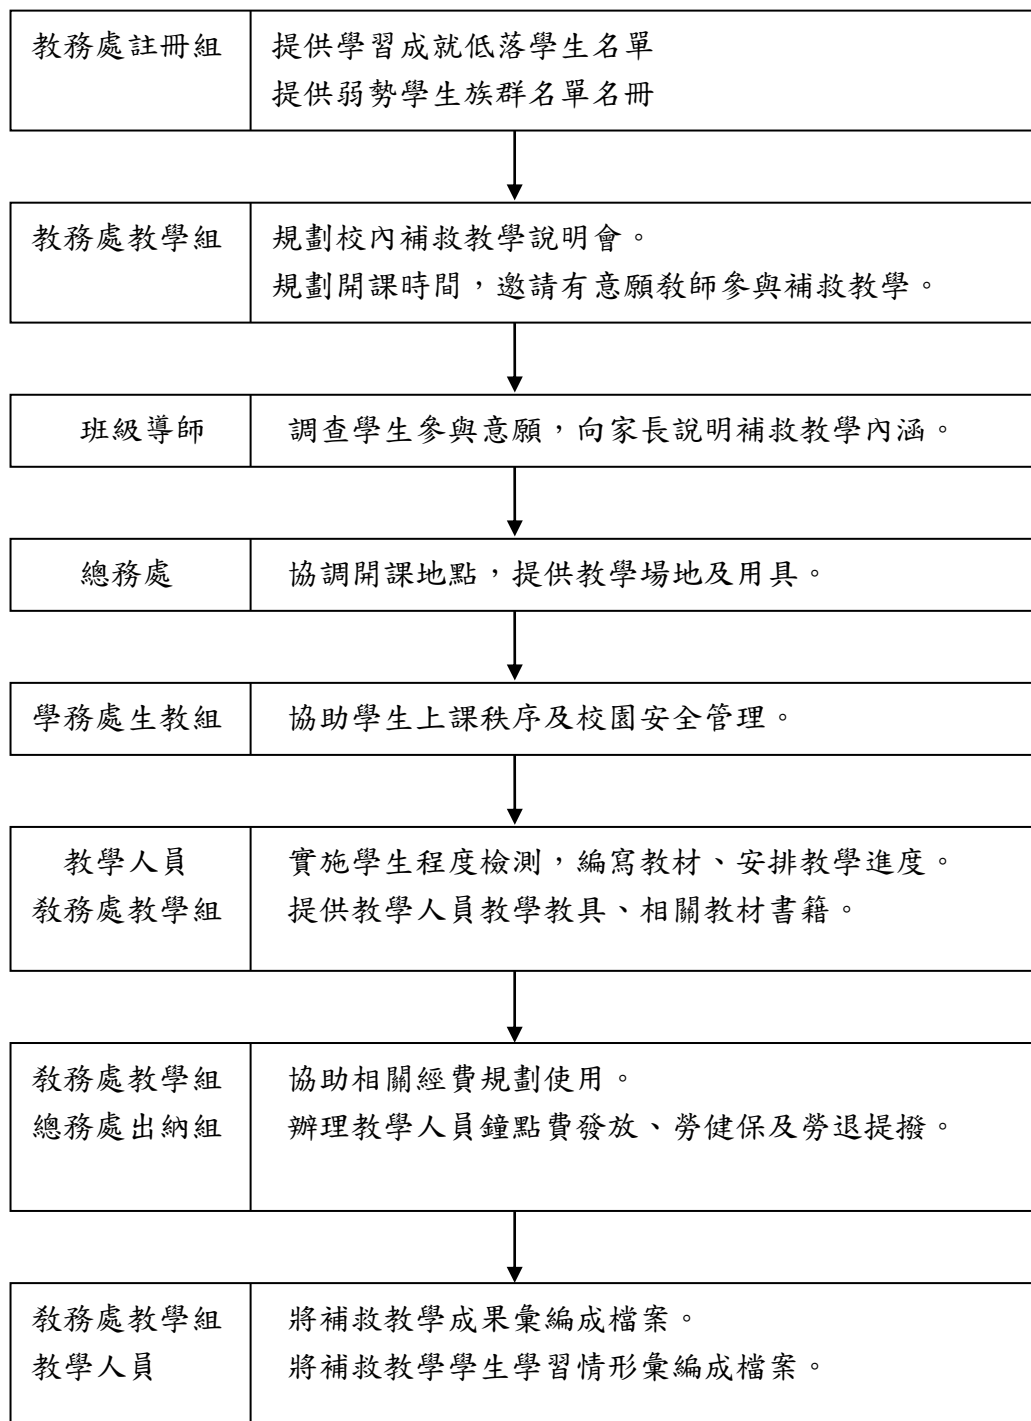 教務處註冊組 提供學習成就低落學生名單
提供弱勢學生族群名單名冊
教務處教學組 規劃校內補救教學說明會。
規劃開課時間，邀請有意願教師參與補救教學。
班級導師 調查學生參與意願，向家長說明補救教學內涵。
總務處 協調開課地點，提供教學場地及用具。
學務處生教組 協助學生上課秩序及校園安全管理。
教學人員 實施學生程度檢測，編寫教材、安排教學進度。
教務處教學組 提供教學人員教學教具、相關教材書籍。
教務處教學組 協助相關經費規劃使用。
總務處出納組 辦理教學人員鐘點費發放、勞健保及勞退提撥。
教務處教學組 將補救教學成果彙編成檔案。
教學人員 將補救教學學生學習情形彙編成檔案。